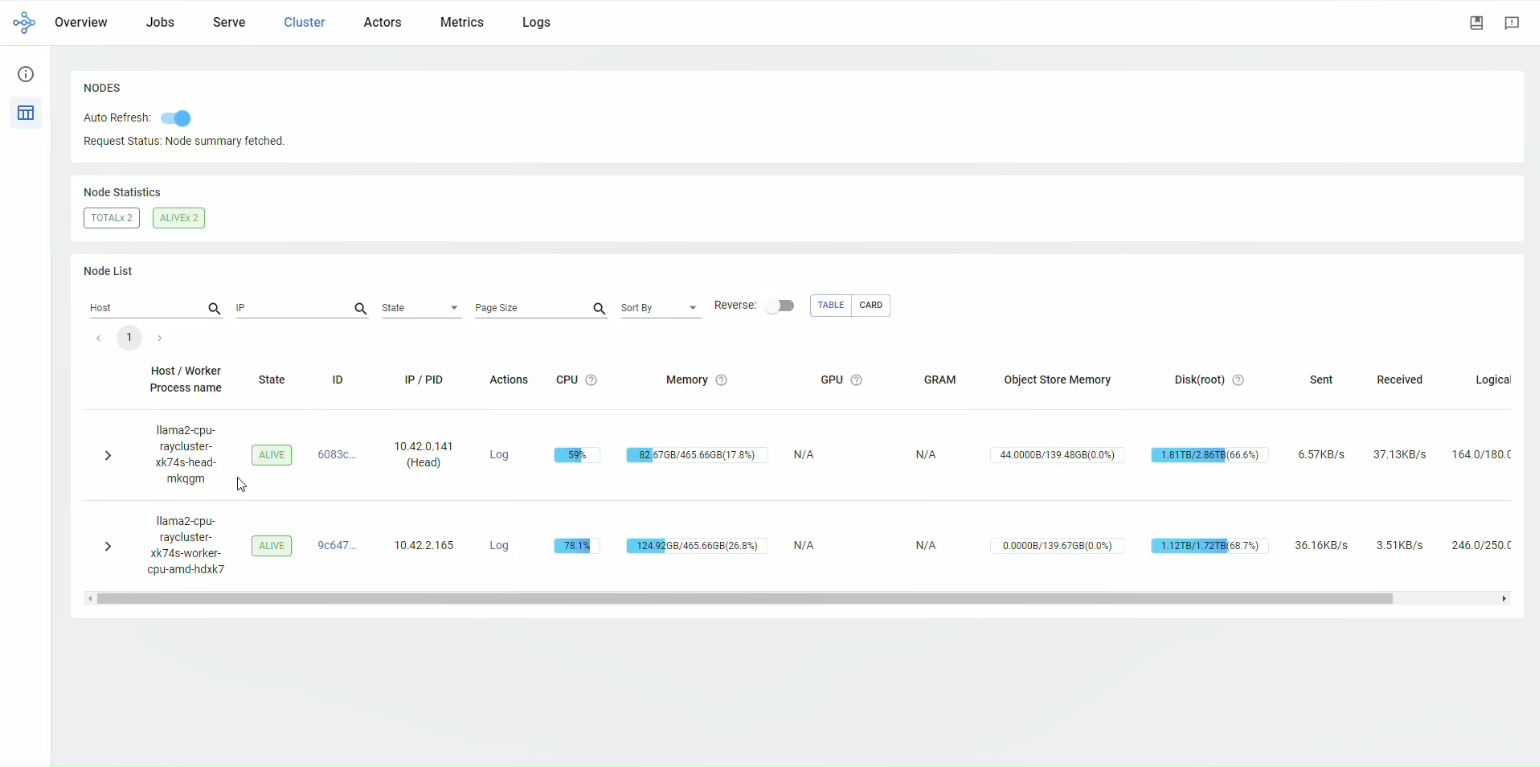 Overview Jobs Serve Cluster Actors Metrics Logs
NODES
Auto Refresh:
Request Status: Node summary fetched.
Node Statistics
TOTALx 2 ALIVEx 2
Node List
Host IP State Page Size Sort By Reverse: TABLE CARD
1
Host / Worker
Process name State ID IP / PID Actions CPU Memory GPU GRAM Object Store Memory Disk(root) Sent Received Logical
llama2-cpu-
raycluster-
xk74s-head-
mkqgm
ALIVE 6083c... 10.42.0.141
(Head)
Log 59% 82.67GB/465.66GB(17.8%) N/A N/A 44.0000B/139.48GB(0.0%) 1.81TB/2.86TB(66.6%) 6.57KB/s 37.13KB/s 164.0/180.0
llama2-cpu-
raycluster-
xk74s-worker-
cpu-amd-hdxk7
ALIVE 9c647... 10.42.2.165 Log 78.1% 124.92GB/465.66GB(26.8%) N/A N/A 0.0000B/139.67GB(0.0%) 1.12TB/1.72TB(68.7%) 36.16KB/s 3.51KB/s 246.0/250.0